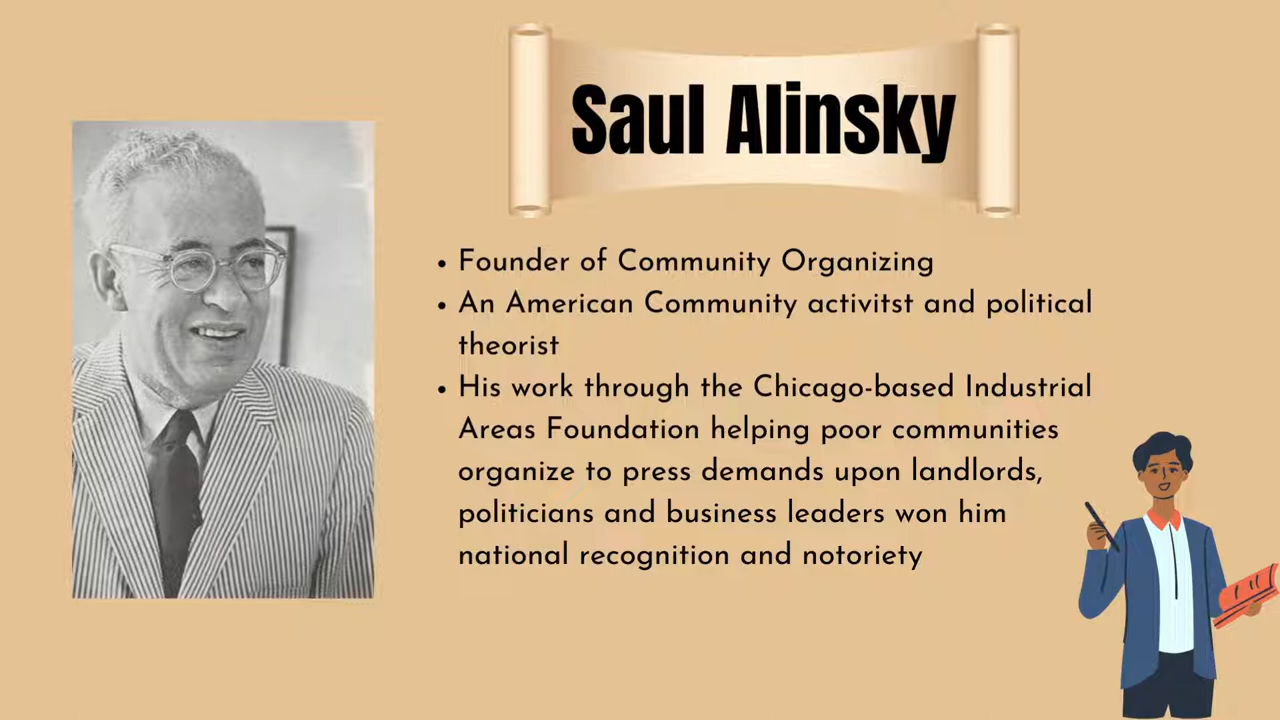 Saul Alinsky
• Founder of Community Organizing
• An American Community activitst and political
theorist
• His work through the Chicago-based Industrial
Areas Foundation helping poor communities
organize to press demands upon landlords,
politicians and business leaders won him
national recognition and notoriety